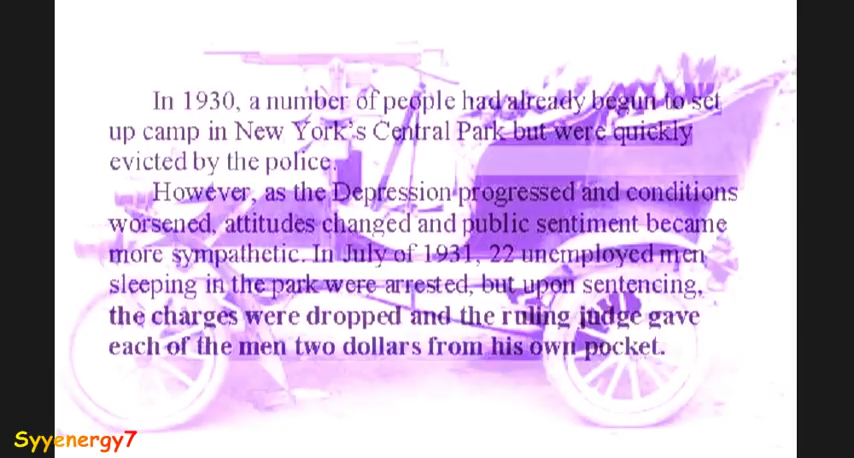 In 1930, a number of people had already begun to set
up camp in New York's Central Park but were quickly
evicted by the police.
However, as the Depression progressed and conditions
worsened, attitudes changed and public sentiment became
more sympathetic. In July of 1931, 22 unemployed men
sleeping in the park were arrested, but upon sentencing,
the charges were dropped and the ruling judge gave
each of the men two dollars from his own pocket.
Syyenergy7